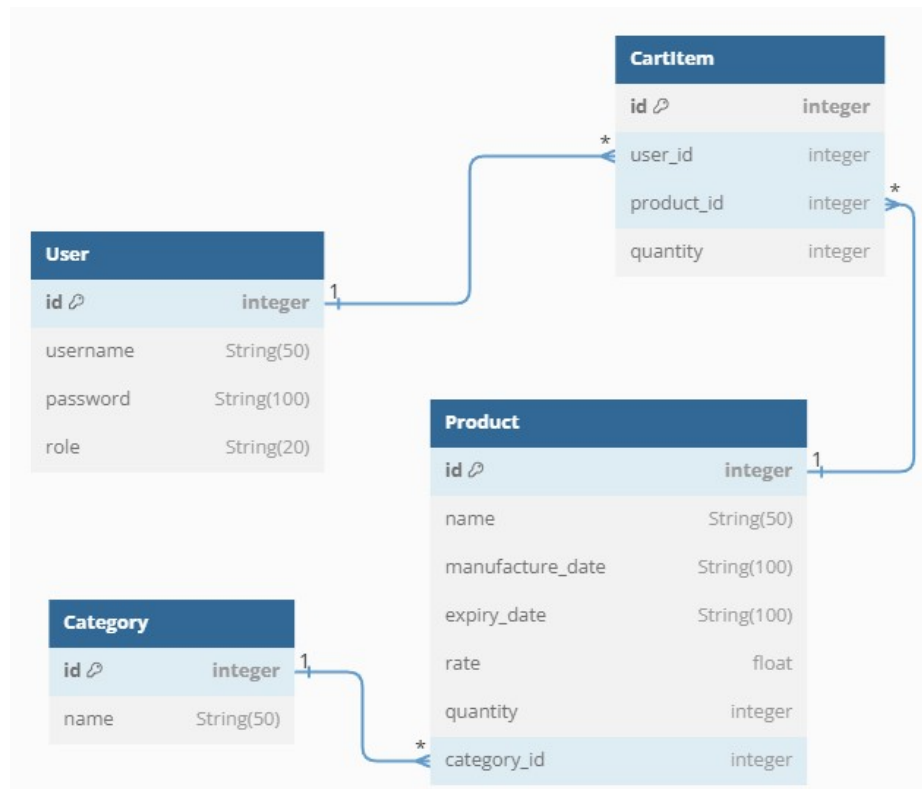 CartItem
id integer
* user_id integer
product_id integer *
quantity integer
User
id integer 1
username String(50)
password String(100)
role String(20)
Product
id integer 1
name String(50)
manufacture_date String(100)
expiry_date String(100)
rate float
quantity integer
* category_id integer
Category
id integer 1
name String(50)